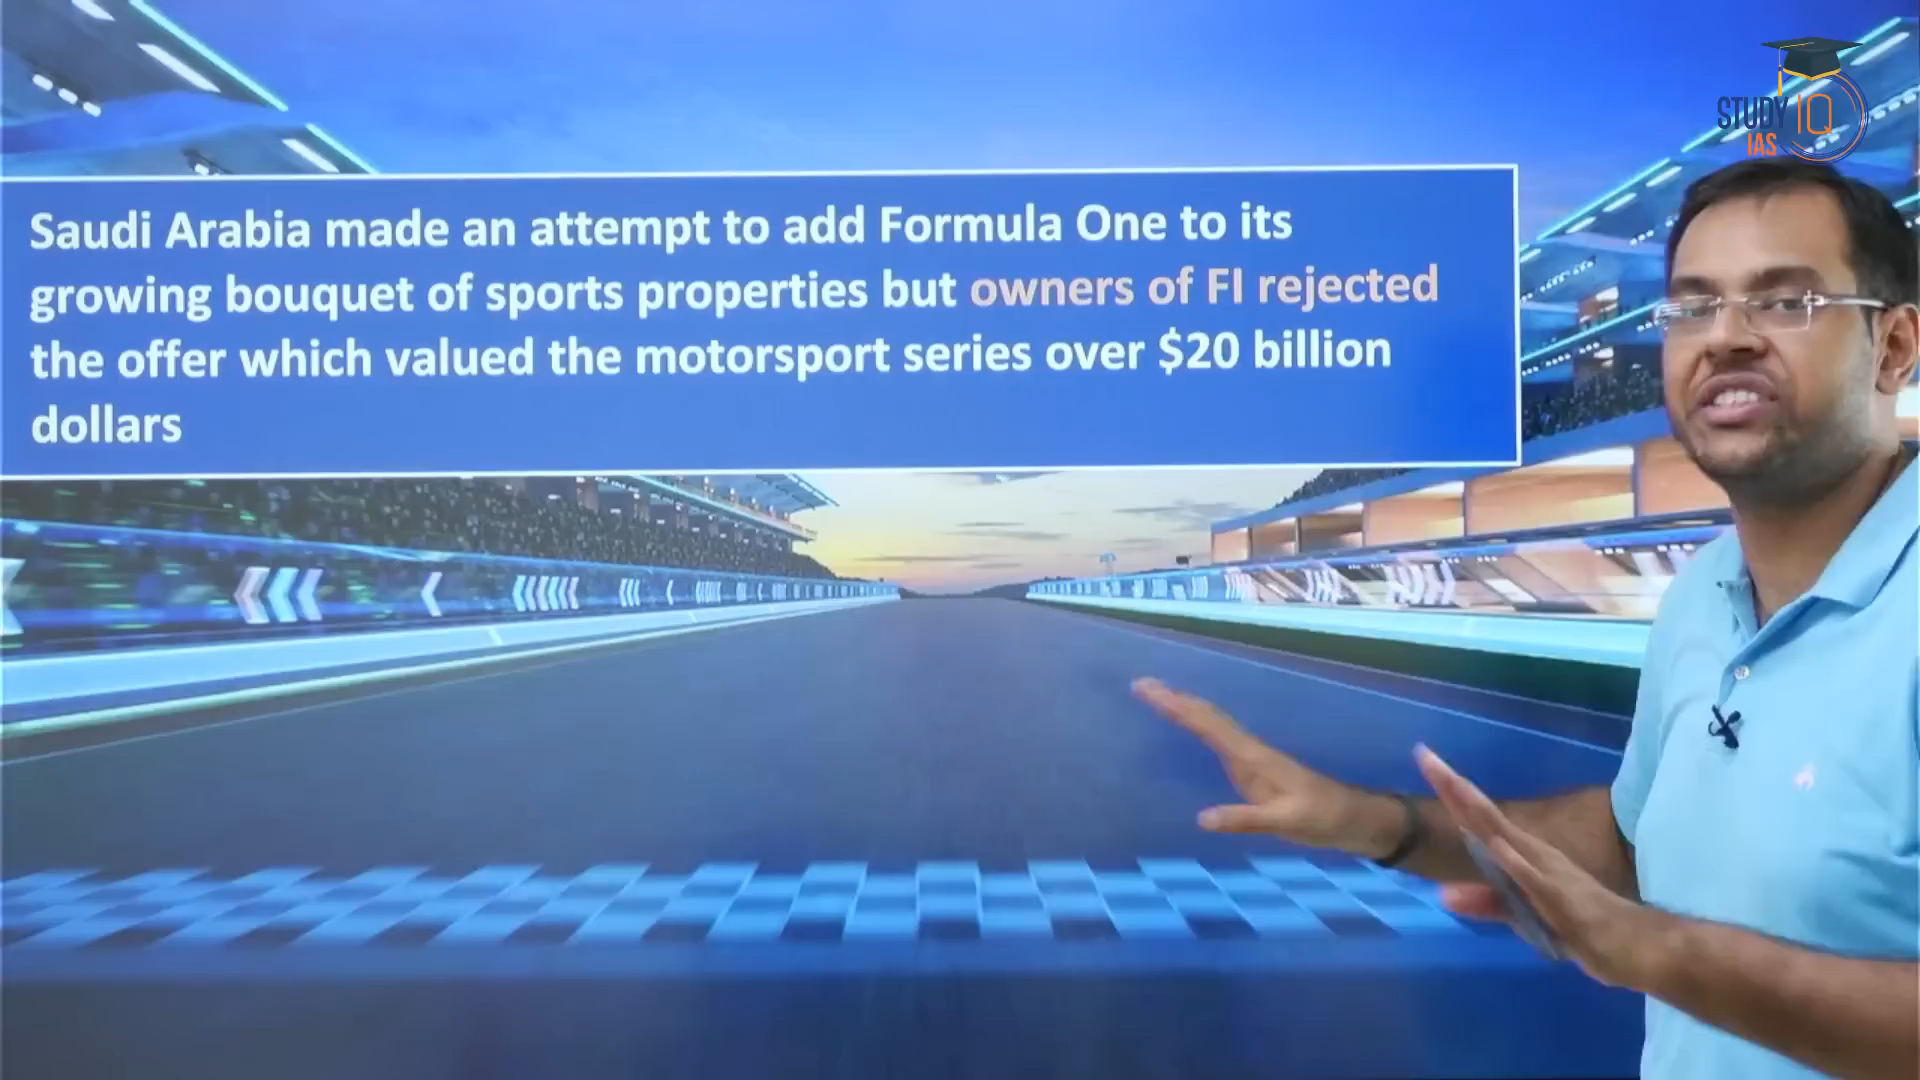 STUDY IQ
IAS
Saudi Arabia made an attempt to add Formula One to its
growing bouquet of sports properties but owners of FI rejected
the offer which valued the motorsport series over $20 billion
dollars